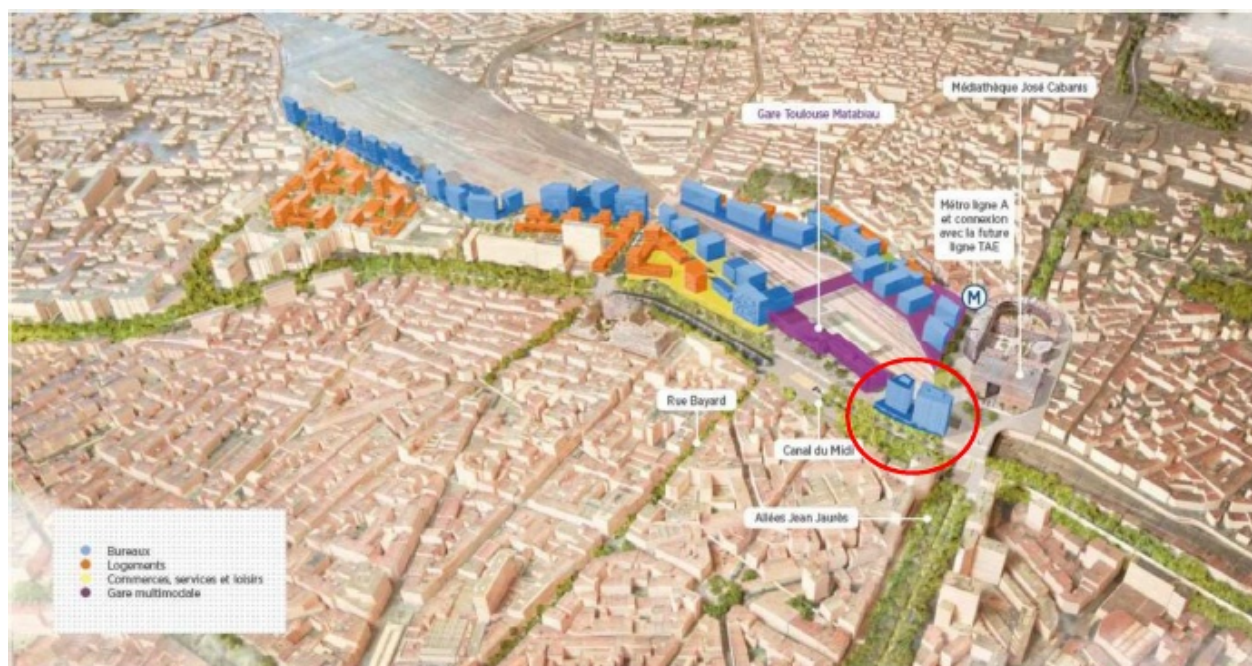 Médiathèque José Cabanis
Gare Toulouse Matabiau
Métro ligne A
et connexion
avec la future
ligne TAE
M
Rue Bayard
Canal du Midi
Allées Jean Jaurès
Bureaux
Logements
Commerces, services et loisirs
Gare multimodale